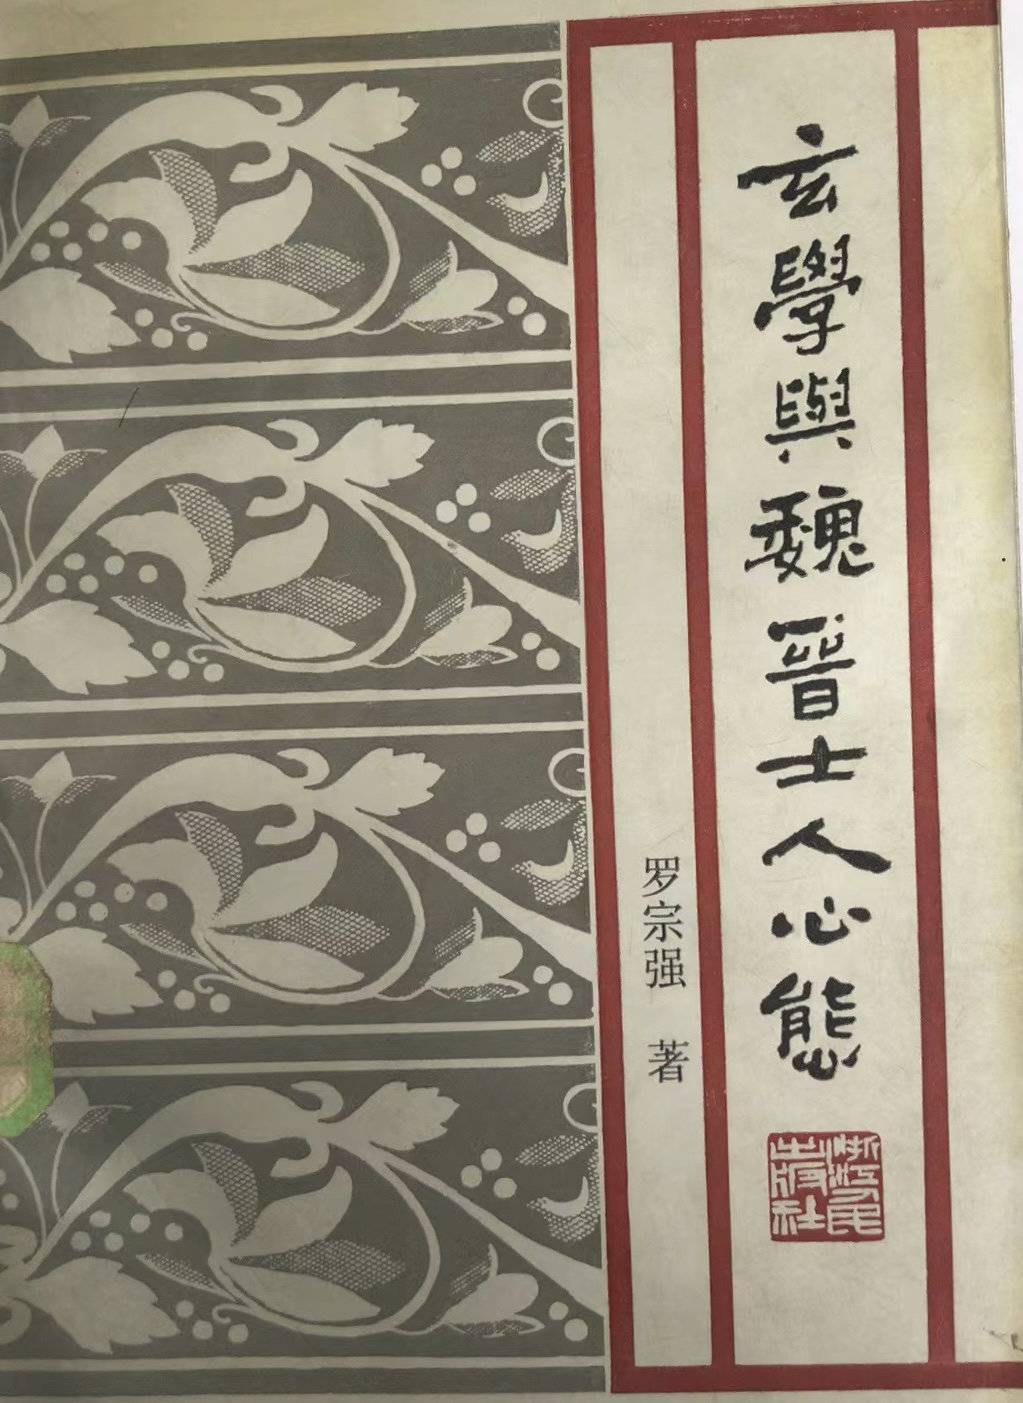 玄學與魏晉士人心態
罗宗强 著
浙江人民
出版社